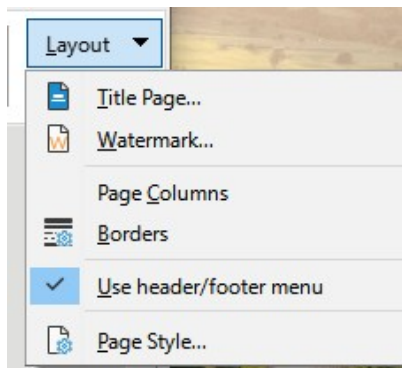 Layout
Title Page...
Watermark...
Page Columns
Borders
Use header/footer menu
Page Style...